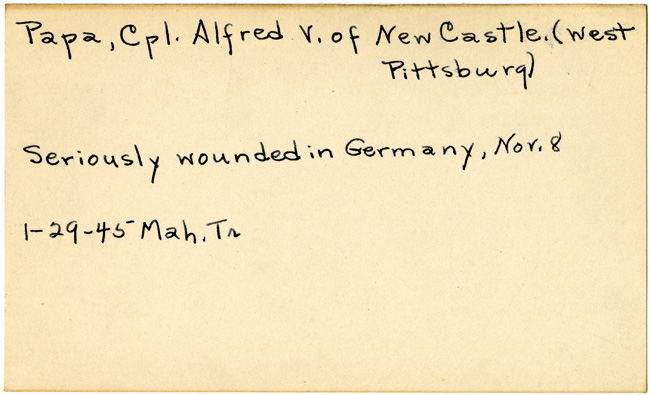 Papa, Cpl. Alfred V. of New Castle. (West
Pittsburg)
Seriously wounded in Germany, Nov. 8
1-29-45 Mah. Tr